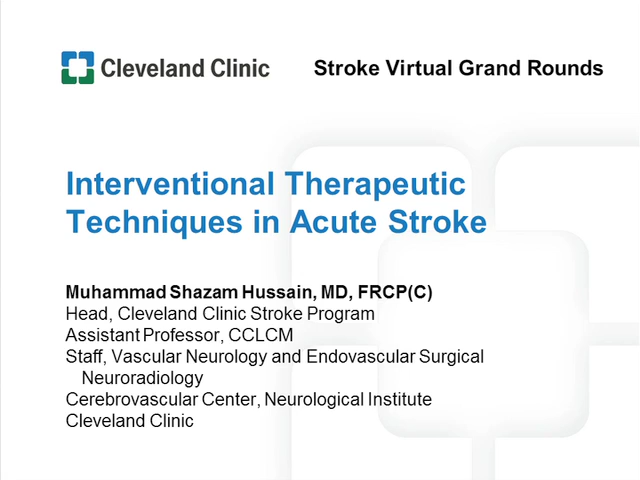 Cleveland Clinic Stroke Virtual Grand Rounds
Interventional Therapeutic
Techniques in Acute Stroke
Muhammad Shazam Hussain, MD, FRCP(C)
Head, Cleveland Clinic Stroke Program
Assistant Professor, CCLCM
Staff, Vascular Neurology and Endovascular Surgical
Neuroradiology
Cerebrovascular Center, Neurological Institute
Cleveland Clinic